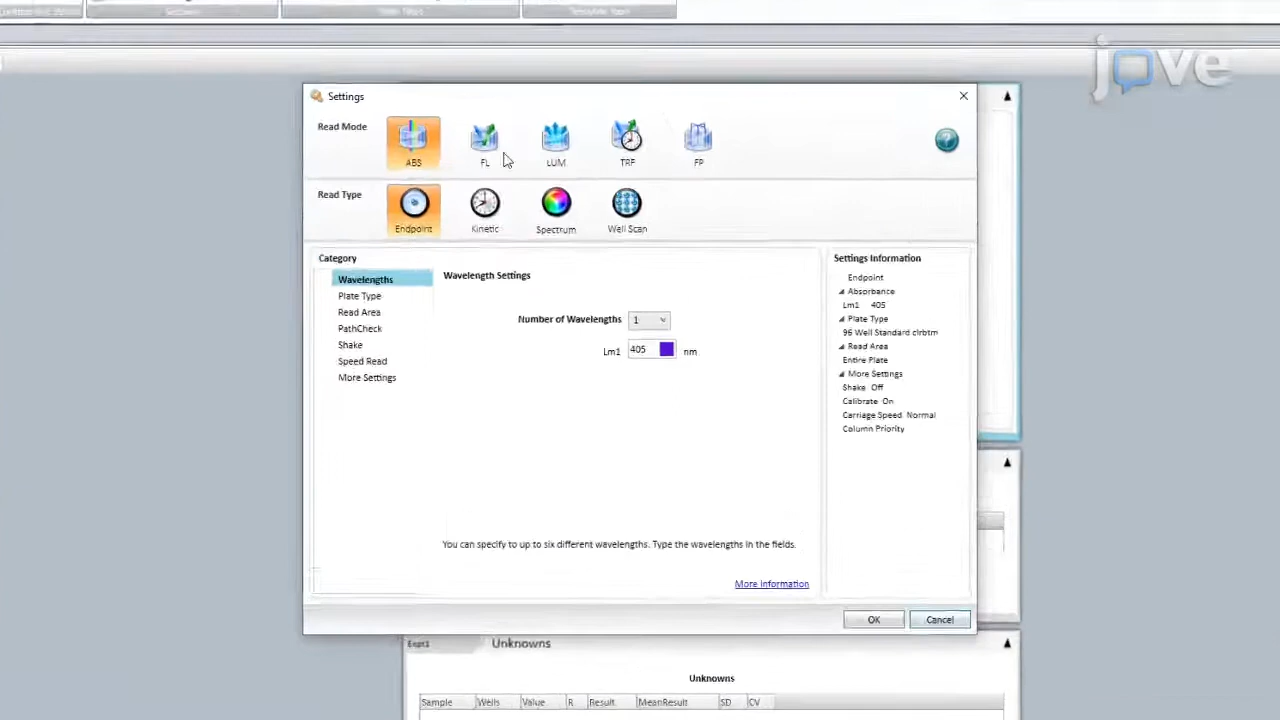 jove
Settings
Read Mode
ABS
FL
LUM
TRF
FP
?
Read Type
Endpoint
Kinetic
Spectrum
Well Scan
Category
Wavelengths
Plate Type
Read Area
PathCheck
Shake
Speed Read
More Settings
Wavelength Settings
Number of Wavelengths 1
Lm1 405 nm
You can specify to up to six different wavelengths. Type the wavelengths in the fields.
More Information
Settings Information
Endpoint
Absorbance
Lm1 405
Plate Type
96 Well Standard clrbtm
Read Area
Entire Plate
More Settings
Shake Off
Calibrate On
Carriage Speed Normal
Column Priority
OK Cancel
Expt1 Unknowns
Unknowns
Sample Wells Value R Result MeanResult SD CV